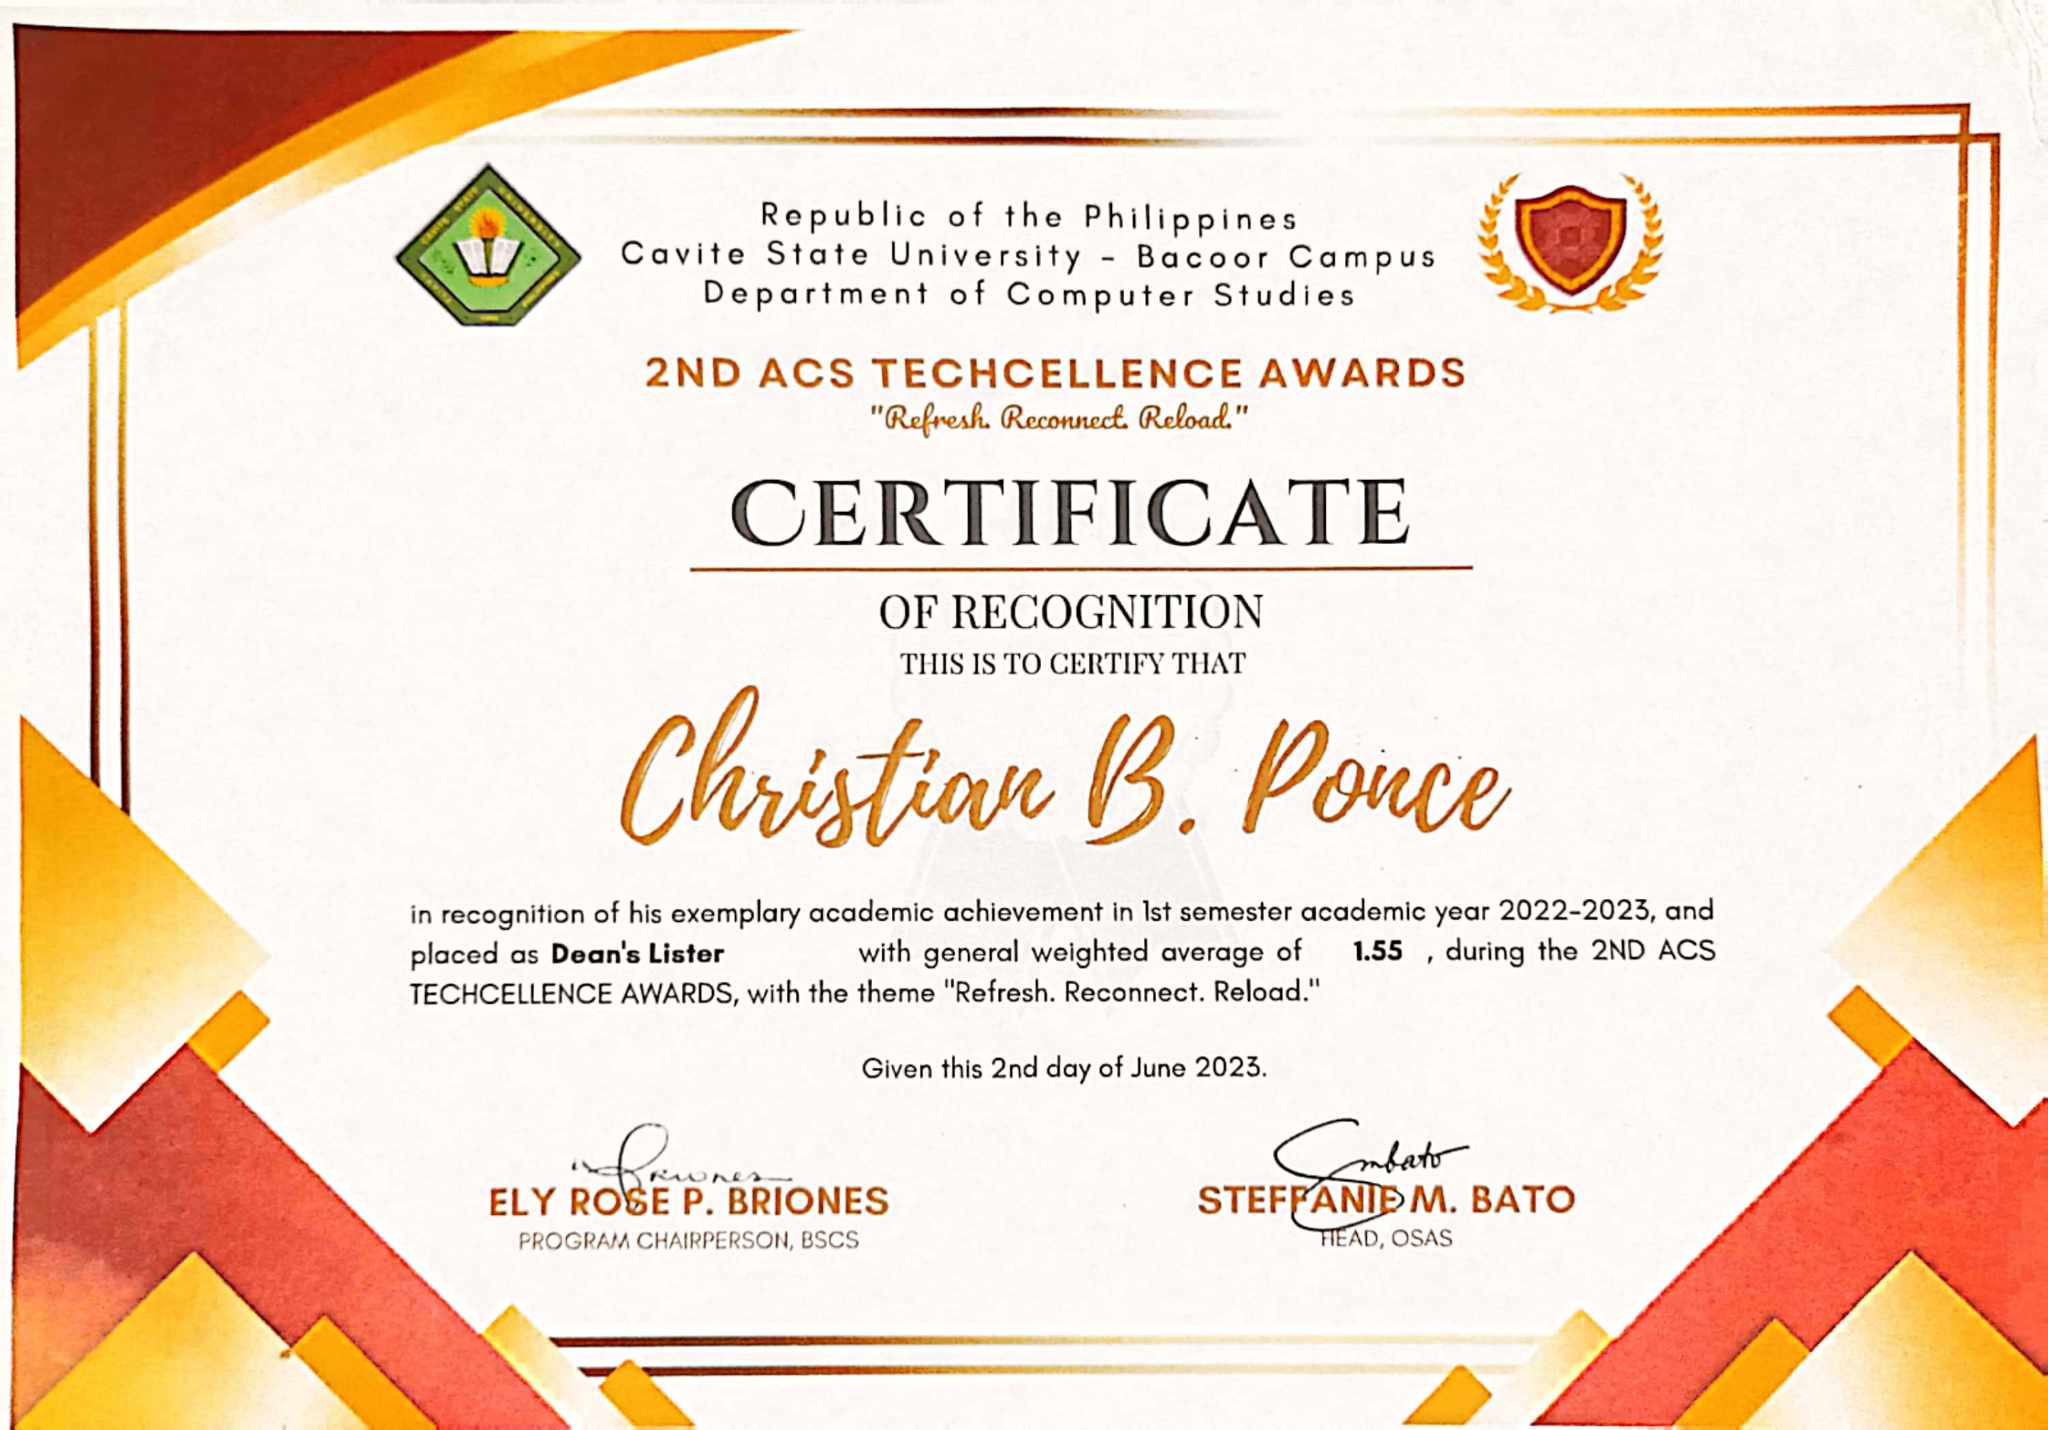 Republic of the Philippines
Cavite State University - Bacoor Campus
Department of Computer Studies
2ND ACS TECHCELLENCE AWARDS
"Refresh. Reconnect. Reload."
CERTIFICATE
OF RECOGNITION
THIS IS TO CERTIFY THAT
Christian B. Ponce
in recognition of his exemplary academic achievement in 1st semester academic year 2022-2023, and
placed as Dean's Lister with general weighted average of 1.55 , during the 2ND ACS
TECHCELLENCE AWARDS, with the theme "Refresh. Reconnect. Reload."
Given this 2nd day of June 2023.
ELY ROSE P. BRIONES
PROGRAM CHAIRPERSON, BSCS
STEFFANIE M. BATO
HEAD, OSAS